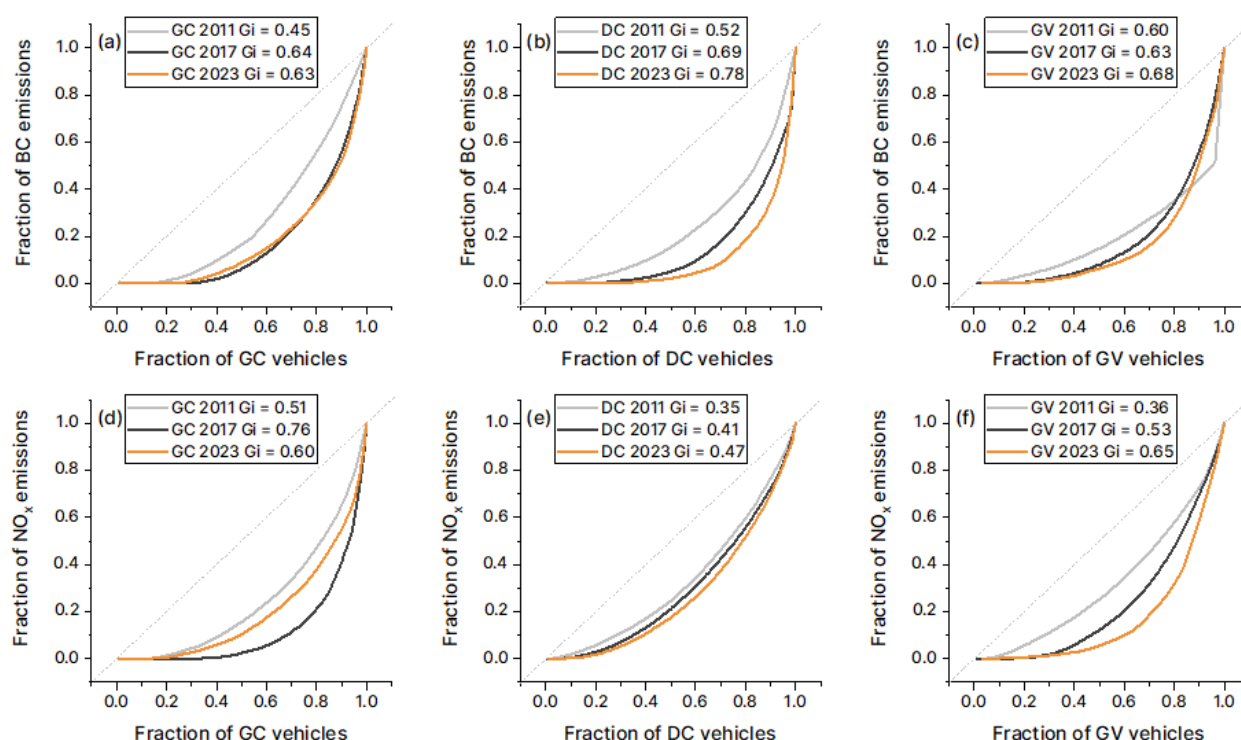 (a)
GC 2011 Gi = 0.45
GC 2017 Gi = 0.64
GC 2023 Gi = 0.63
1.0
0.8
0.6
0.4
0.2
0.0
Fraction of BC emissions
0.0 0.2 0.4 0.6 0.8 1.0
Fraction of GC vehicles
(b)
DC 2011 Gi = 0.52
DC 2017 Gi = 0.69
DC 2023 Gi = 0.78
1.0
0.8
0.6
0.4
0.2
0.0
Fraction of BC emissions
0.0 0.2 0.4 0.6 0.8 1.0
Fraction of DC vehicles
(c)
GV 2011 Gi = 0.60
GV 2017 Gi = 0.63
GV 2023 Gi = 0.68
1.0
0.8
0.6
0.4
0.2
0.0
Fraction of BC emissions
0.0 0.2 0.4 0.6 0.8 1.0
Fraction of GV vehicles
(d)
GC 2011 Gi = 0.51
GC 2017 Gi = 0.76
GC 2023 Gi = 0.60
1.0
0.8
0.6
0.4
0.2
0.0
Fraction of NOₓ emissions
0.0 0.2 0.4 0.6 0.8 1.0
Fraction of GC vehicles
(e)
DC 2011 Gi = 0.35
DC 2017 Gi = 0.41
DC 2023 Gi = 0.47
1.0
0.8
0.6
0.4
0.2
0.0
Fraction of NOₓ emissions
0.0 0.2 0.4 0.6 0.8 1.0
Fraction of DC vehicles
(f)
GV 2011 Gi = 0.36
GV 2017 Gi = 0.53
GV 2023 Gi = 0.65
1.0
0.8
0.6
0.4
0.2
0.0
Fraction of NOₓ emissions
0.0 0.2 0.4 0.6 0.8 1.0
Fraction of GV vehicles